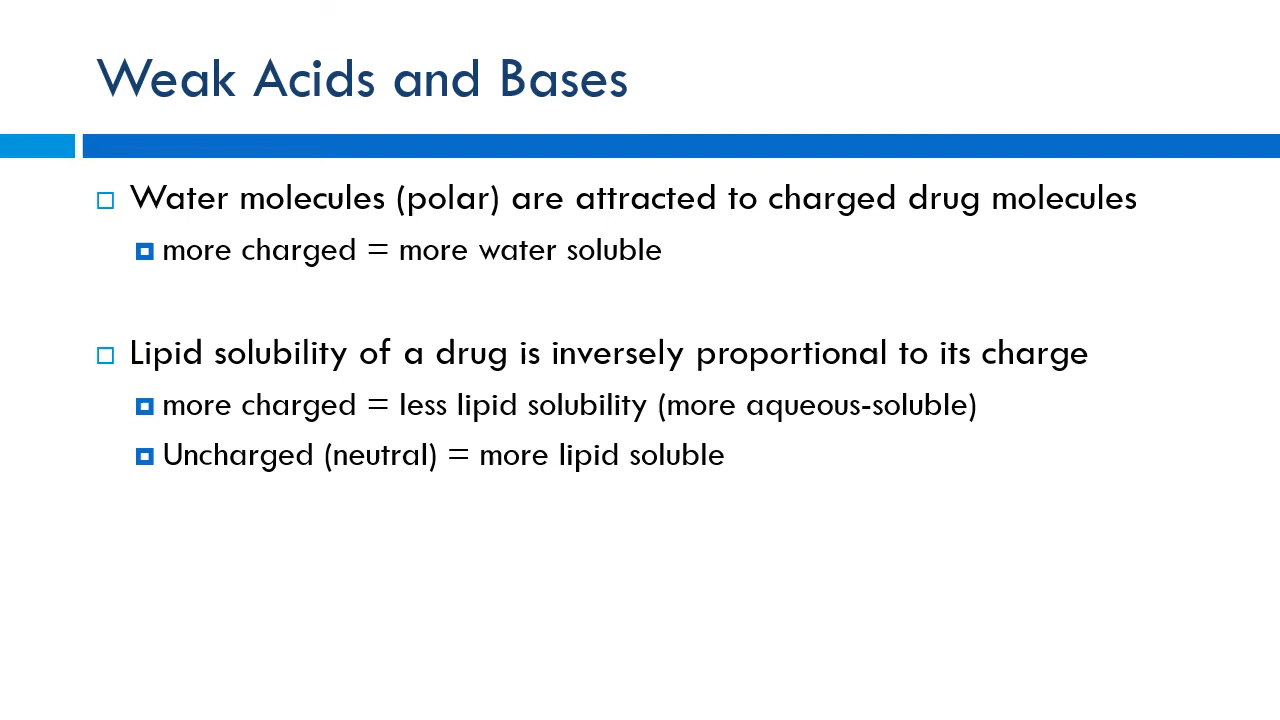 Weak Acids and Bases
Water molecules (polar) are attracted to charged drug molecules
more charged = more water soluble
Lipid solubility of a drug is inversely proportional to its charge
more charged = less lipid solubility (more aqueous-soluble)
Uncharged (neutral) = more lipid soluble